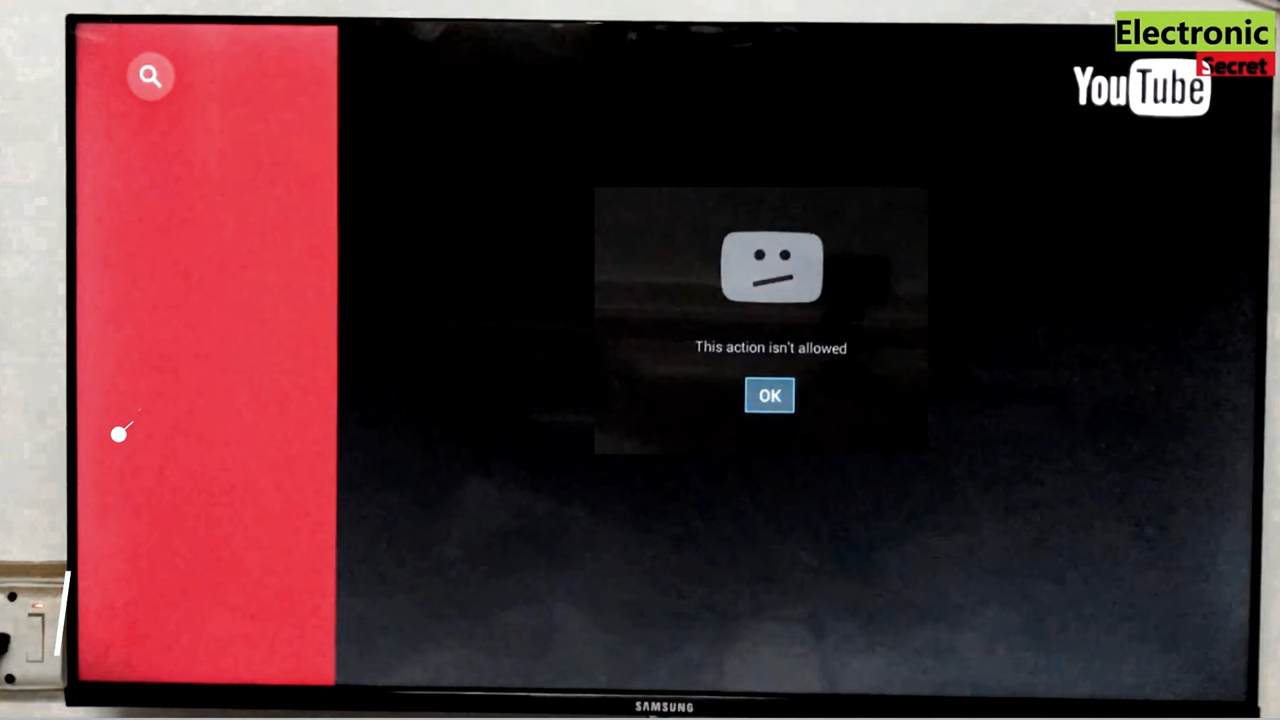 Electronic
Secret
YouTube
This action isn't allowed
OK
SAMSUNG